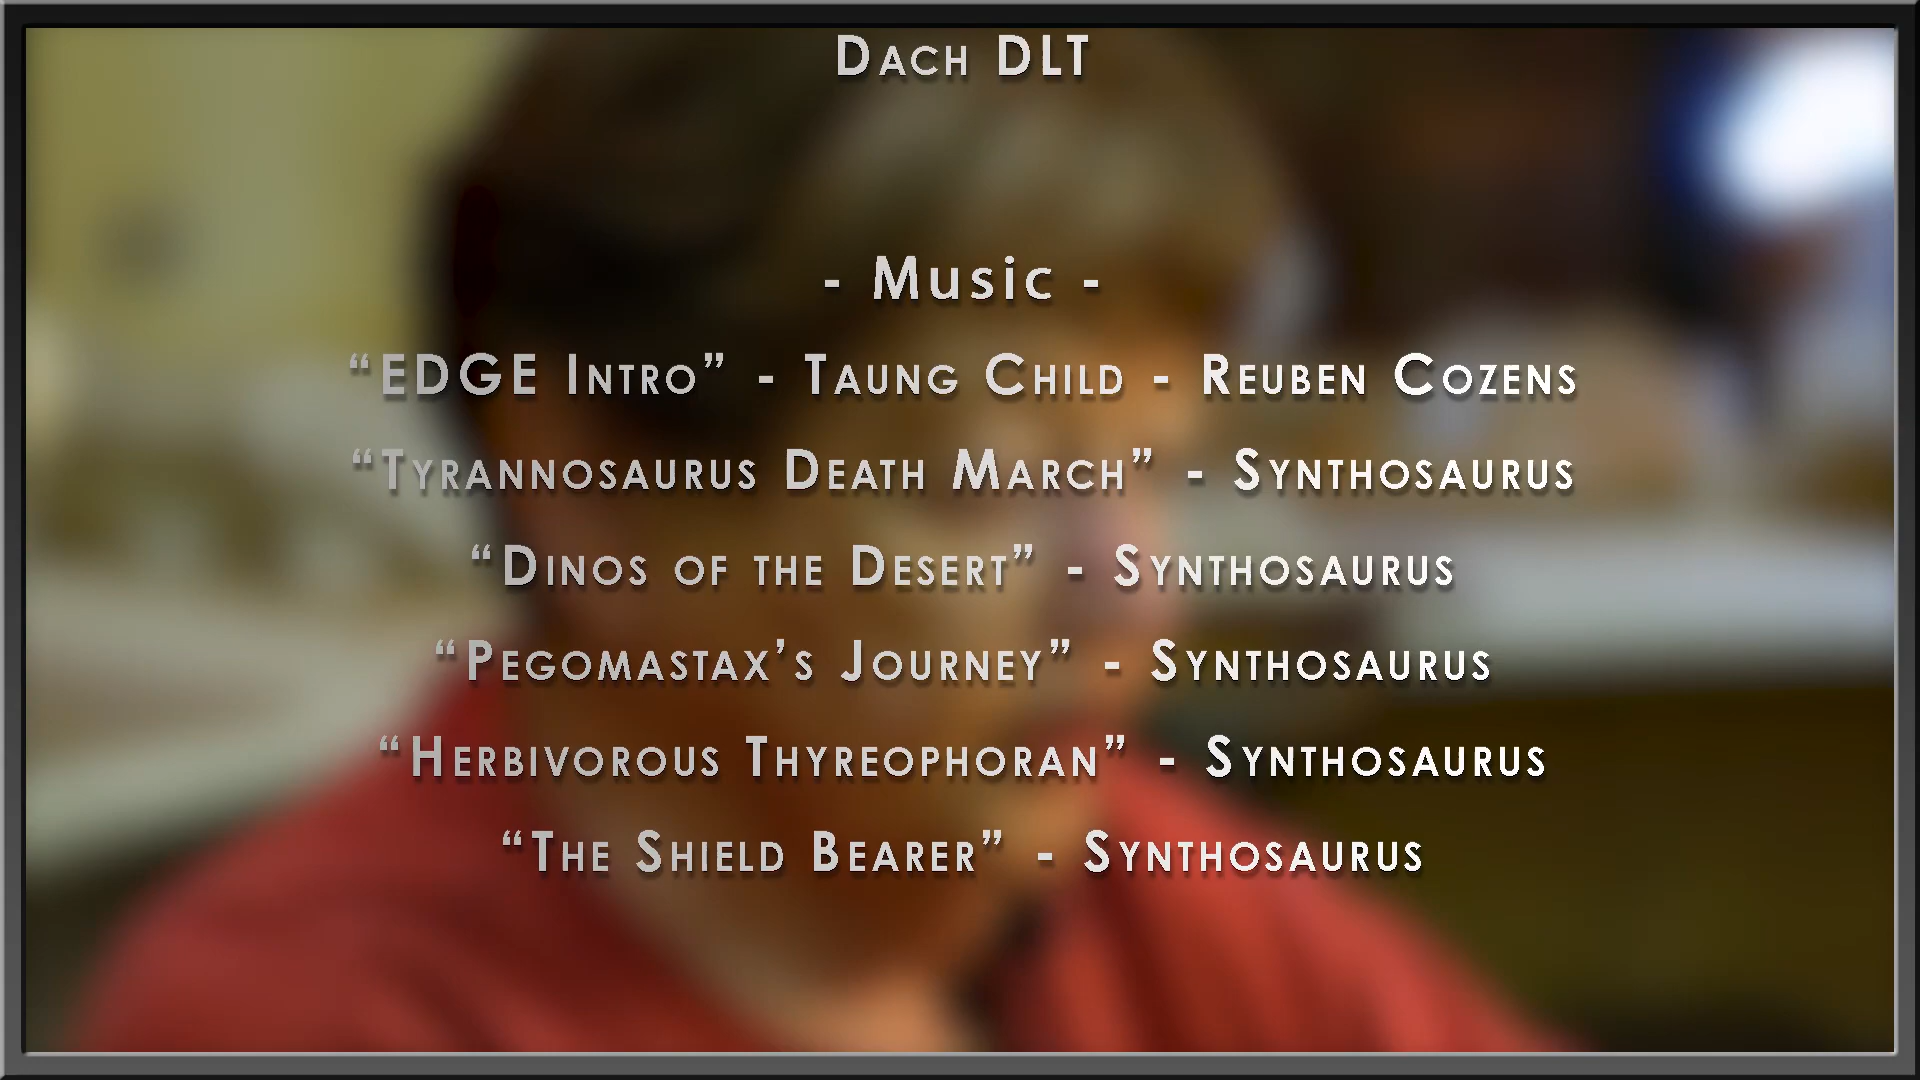 Dach DLT
- Music -
“EDGE Intro” - Taung Child - Reuben Cozens
“Tyrannosaurus Death March” - Synthosaurus
“Dinos of the Desert” - Synthosaurus
“Pegomastax’s Journey” - Synthosaurus
“Herbivorous Thyreophoran” - Synthosaurus
“The Shield Bearer” - Synthosaurus